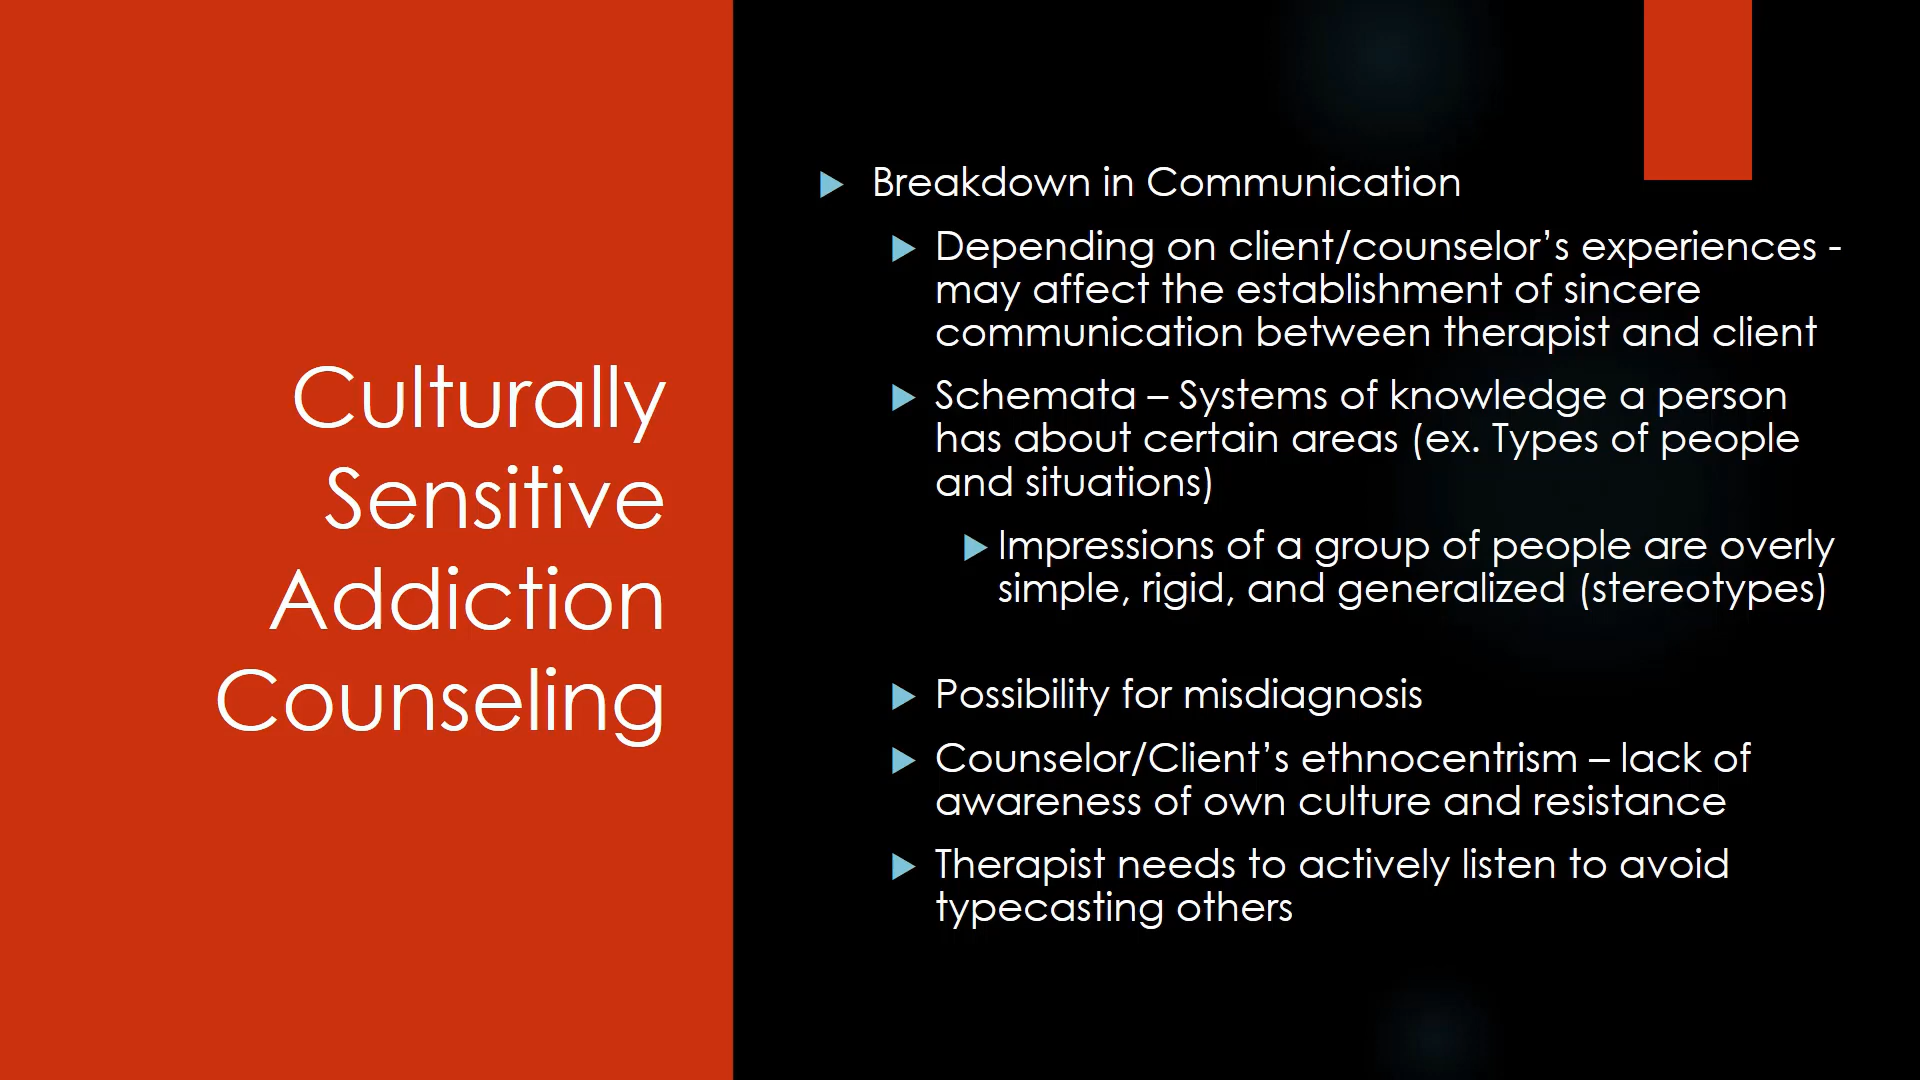 Culturally
Sensitive
Addiction
Counseling
Breakdown in Communication
Depending on client/counselor’s experiences -
may affect the establishment of sincere
communication between therapist and client
Schemata – Systems of knowledge a person
has about certain areas (ex. Types of people
and situations)
Impressions of a group of people are overly
simple, rigid, and generalized (stereotypes)
Possibility for misdiagnosis
Counselor/Client’s ethnocentrism – lack of
awareness of own culture and resistance
Therapist needs to actively listen to avoid
typecasting others